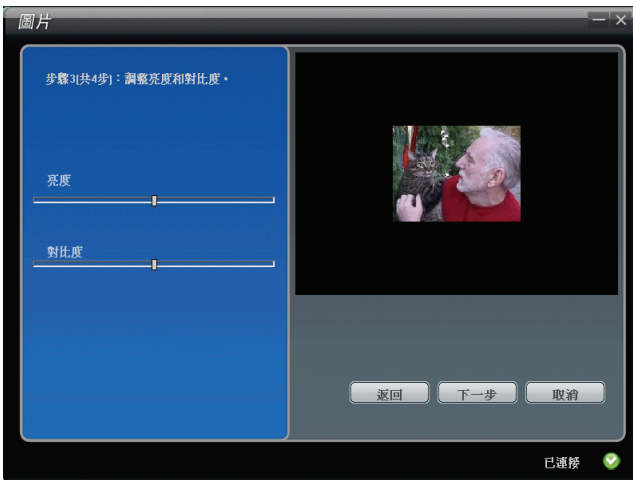 圖片
步驟3(共4步)：調整亮度和對比度。
亮度
對比度
返回
下一步
取消
已連接